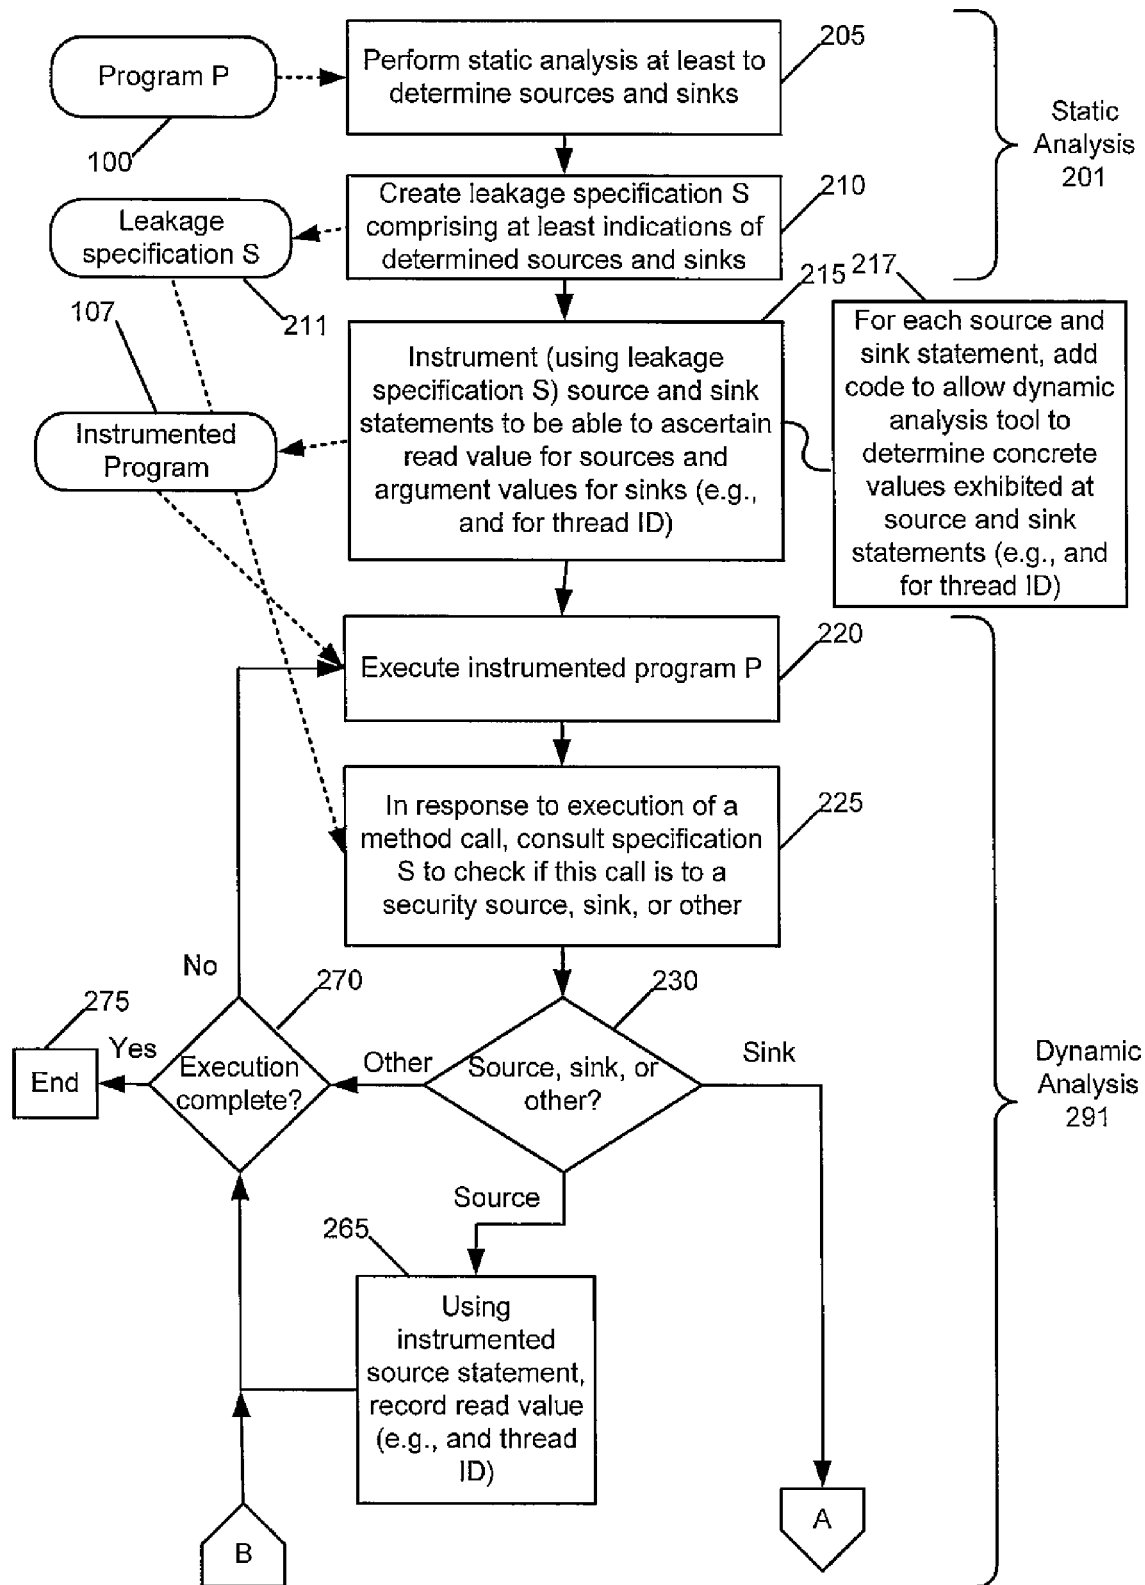 Program P
100
Perform static analysis at least to
determine sources and sinks
205
Static
Analysis
201
Leakage
specification S
211
Create leakage specification S
comprising at least indications of
determined sources and sinks
210
107
Instrumented
Program
Instrument (using leakage
specification S) source and sink
statements to be able to ascertain
read value for sources and
argument values for sinks (e.g.,
and for thread ID)
215
217
For each source and
sink statement, add
code to allow dynamic
analysis tool to
determine concrete
values exhibited at
source and sink
statements (e.g., and
for thread ID)
Execute instrumented program P
220
In response to execution of a
method call, consult specification
S to check if this call is to a
security source, sink, or other
225
No
270
230
275
Yes
End
Execution
complete?
Other
Source, sink, or
other?
Sink
Dynamic
Analysis
291
Source
265
Using
instrumented
source statement,
record read value
(e.g., and thread
ID)
B
A